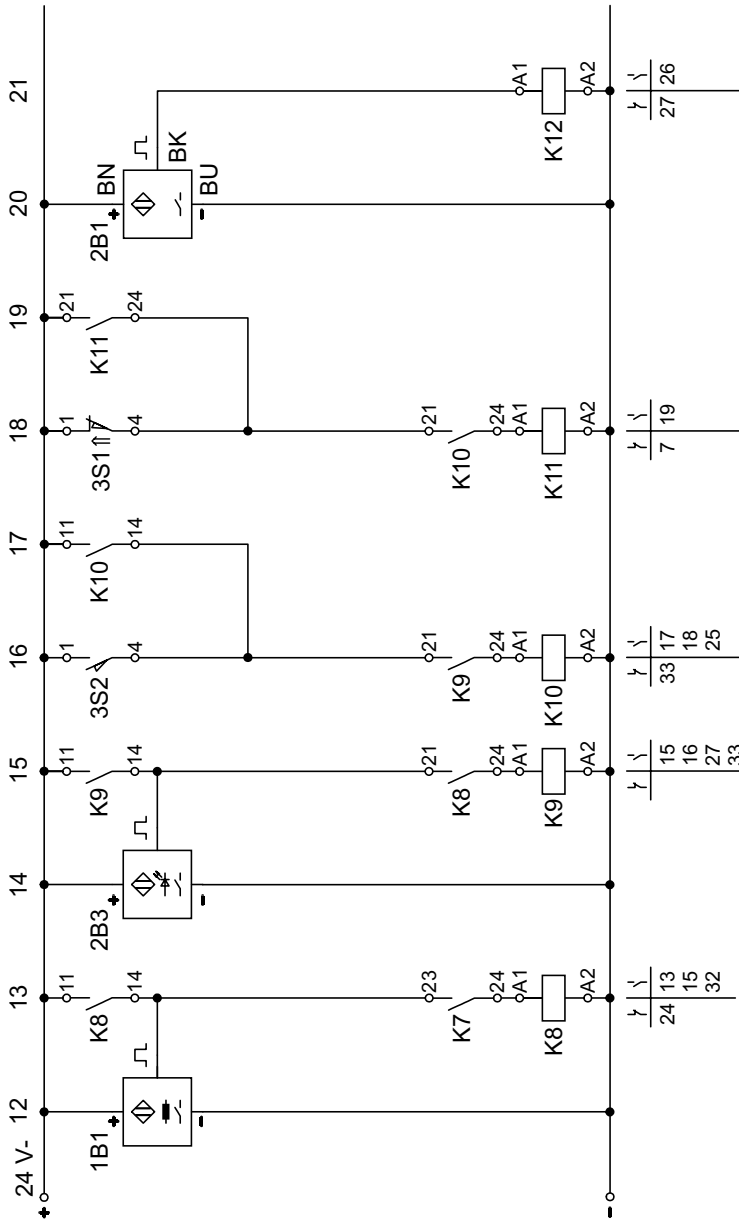 24 V-
+
12 13 14 15 16 17 18 19 20 21
1B1
+
-
K8
11
14
K7
23
24
K8
A1
A2
2B3
+
-
K9
11
14
K8
21
24
K9
A1
A2
3S2
1
4
K10
11
14
K9
21
24
K10
A1
A2
3S1
1
4
K11
21
24
K10
21
24
K11
A1
A2
2B1
+
BN
BK
BU
-
K12
A1
A2
-
24 13
15
32
15
16
27
33
33 17
18
25
7 19
27 26